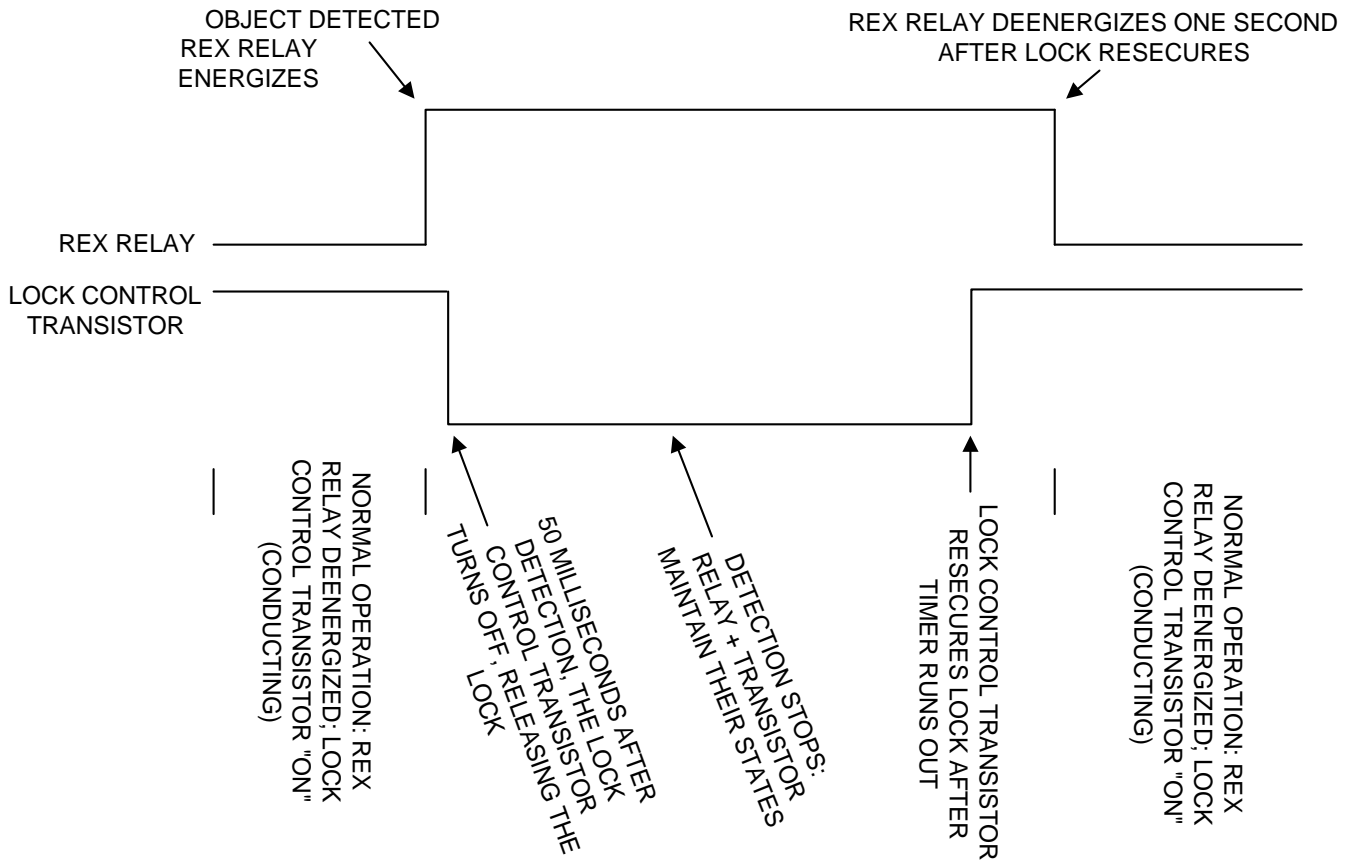 OBJECT DETECTED
REX RELAY
ENERGIZES
REX RELAY DEENERGIZES ONE SECOND
AFTER LOCK RESECURES
REX RELAY
LOCK CONTROL
TRANSISTOR
NORMAL OPERATION: REX
RELAY DEENERGIZED; LOCK
CONTROL TRANSISTOR "ON"
(CONDUCTING)
50 MILLISECONDS AFTER
DETECTION, THE LOCK
CONTROL TRANSISTOR
TURNS OFF, RELEASING THE
LOCK
DETECTION STOPS:
RELAY + TRANSISTOR
MAINTAIN THEIR STATES
LOCK CONTROL TRANSISTOR
RESECURES LOCK AFTER
TIMER RUNS OUT
NORMAL OPERATION: REX
RELAY DEENERGIZED; LOCK
CONTROL TRANSISTOR "ON"
(CONDUCTING)